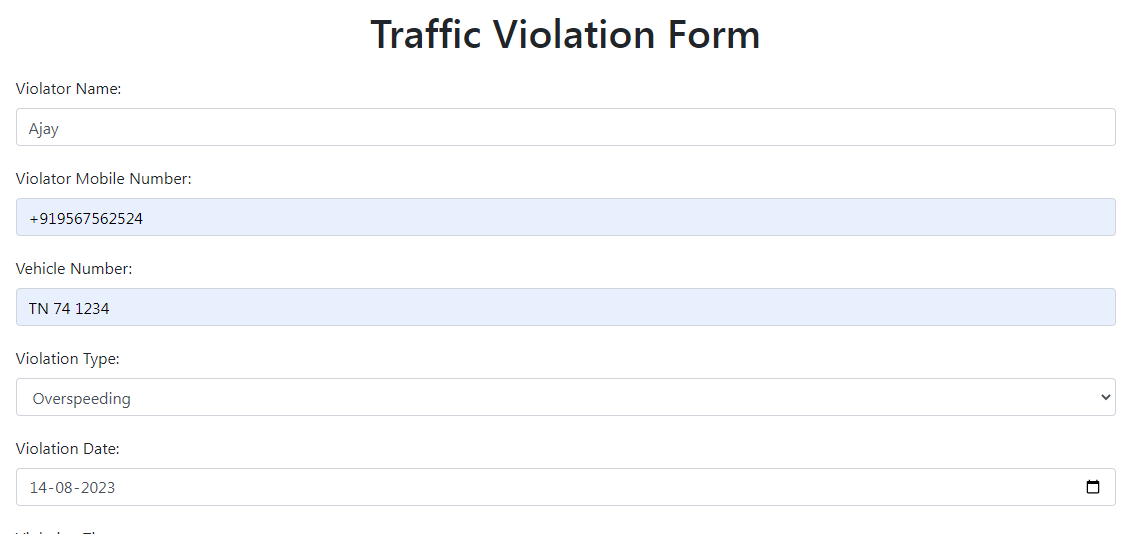 Traffic Violation Form
Violator Name:
Ajay
Violator Mobile Number:
+919567562524
Vehicle Number:
TN 74 1234
Violation Type:
Overspeeding
Violation Date:
14-08-2023